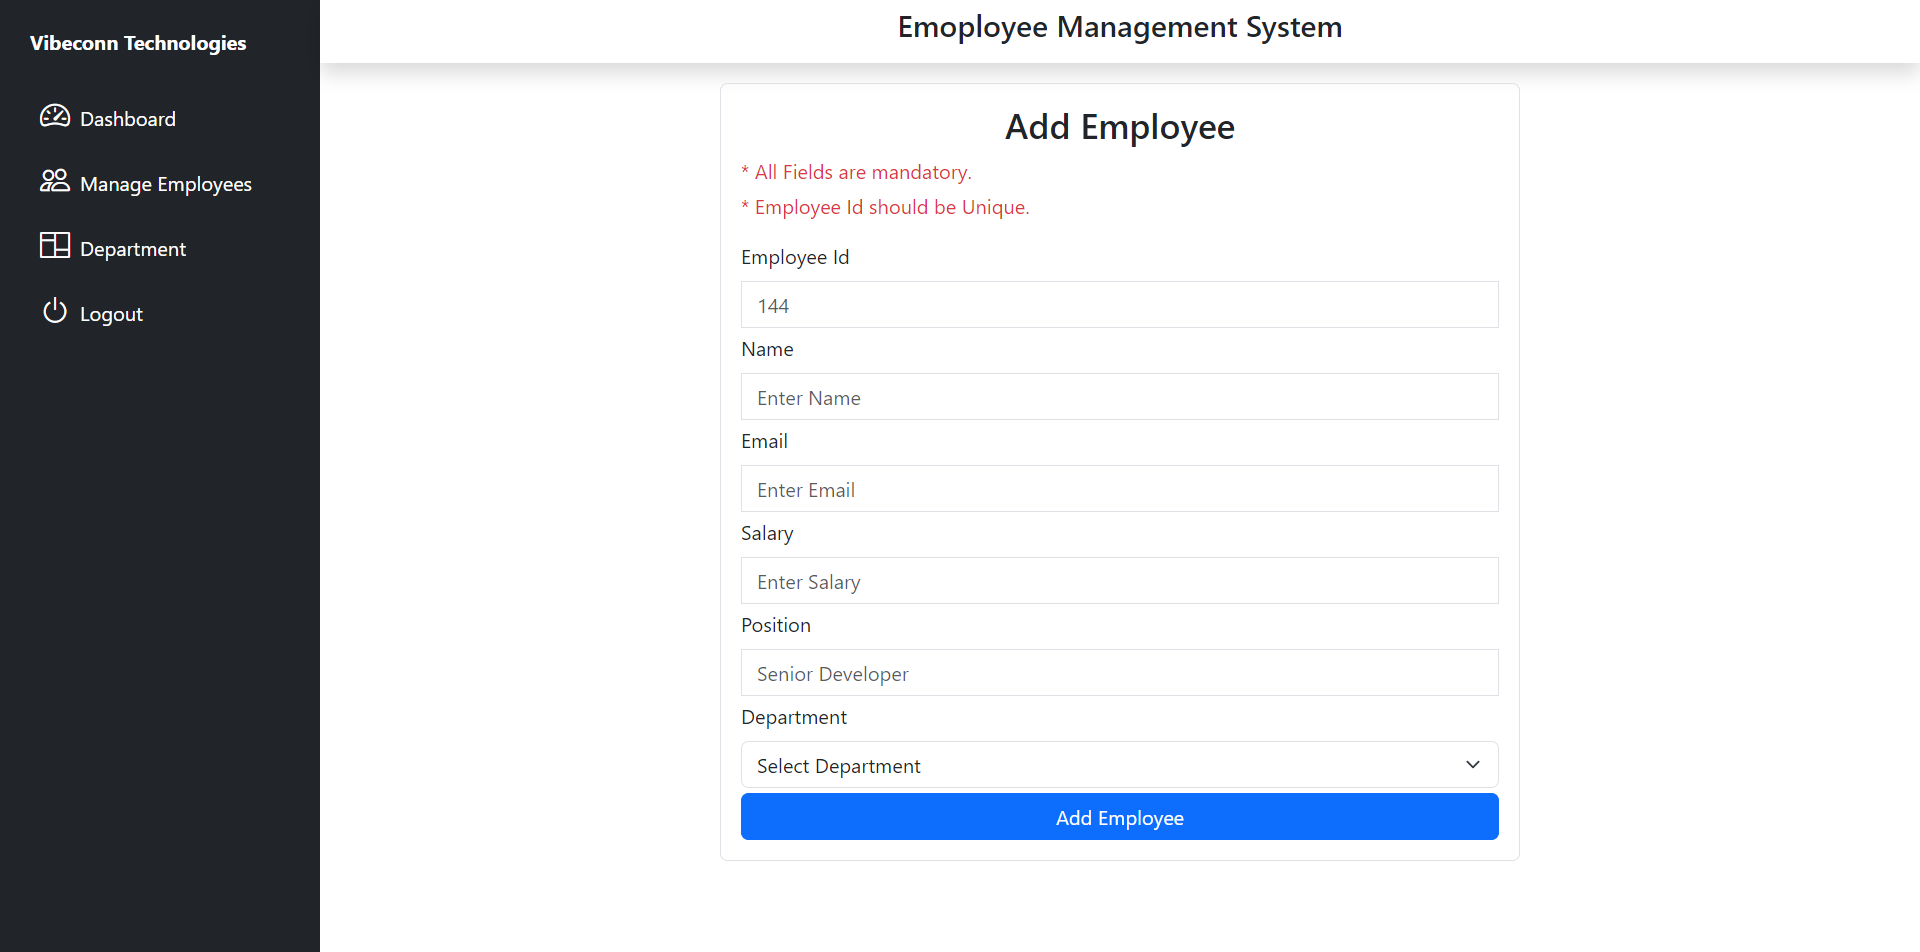 Vibeconn Technologies
Dashboard
Manage Employees
Department
Logout
Emoployee Management System
Add Employee
* All Fields are mandatory.
* Employee Id should be Unique.
Employee Id
144
Name
Enter Name
Email
Enter Email
Salary
Enter Salary
Position
Senior Developer
Department
Select Department
Add Employee